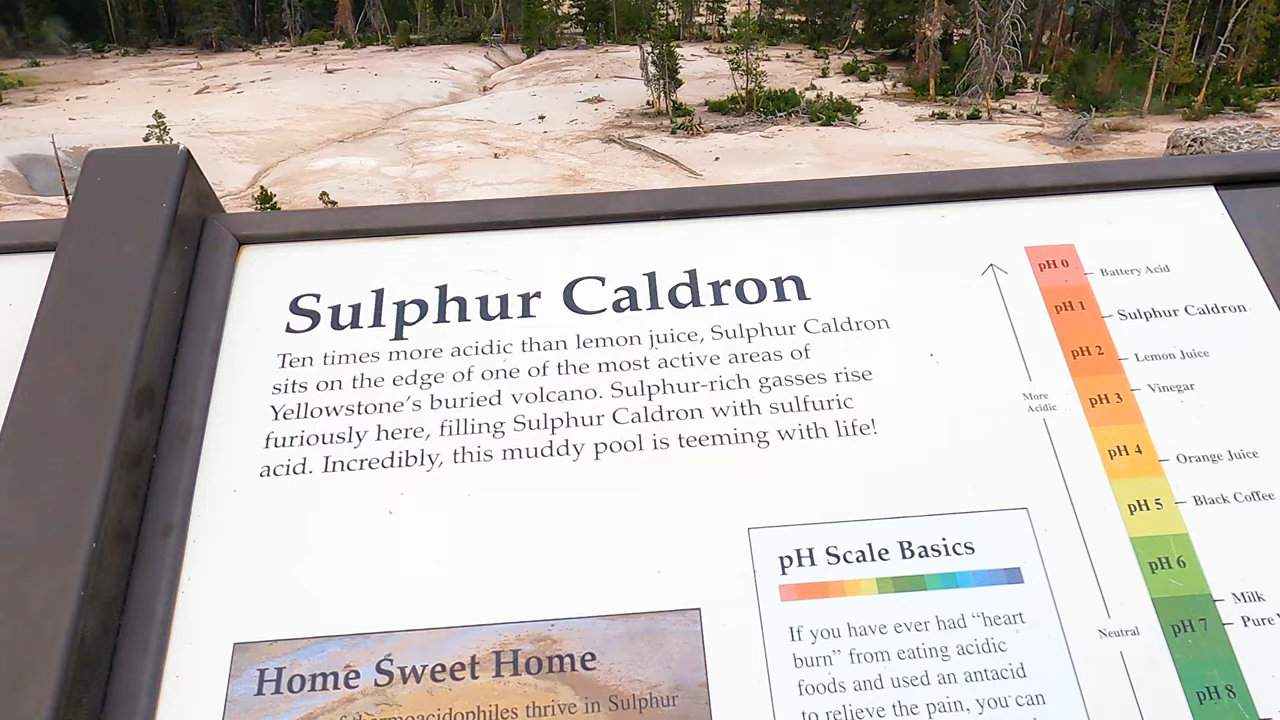 Sulphur Caldron
Ten times more acidic than lemon juice, Sulphur Caldron
sits on the edge of one of the most active areas of
Yellowstone's buried volcano. Sulphur-rich gasses rise
furiously here, filling Sulphur Caldron with sulfuric
acid. Incredibly, this muddy pool is teeming with life!
Home Sweet Home
thermoacidophiles thrive in Sulphur
pH Scale Basics
If you have ever had “heart
burn” from eating acidic
foods and used an antacid
to relieve the pain, you can
More
Acidic
Neutral
pH 0
Battery Acid
pH 1
Sulphur Caldron
pH 2
Lemon Juice
Vinegar
pH 3
pH 4
Orange Juice
pH 5
Black Coffee
pH 6
Milk
pH 7
Pure
pH 8